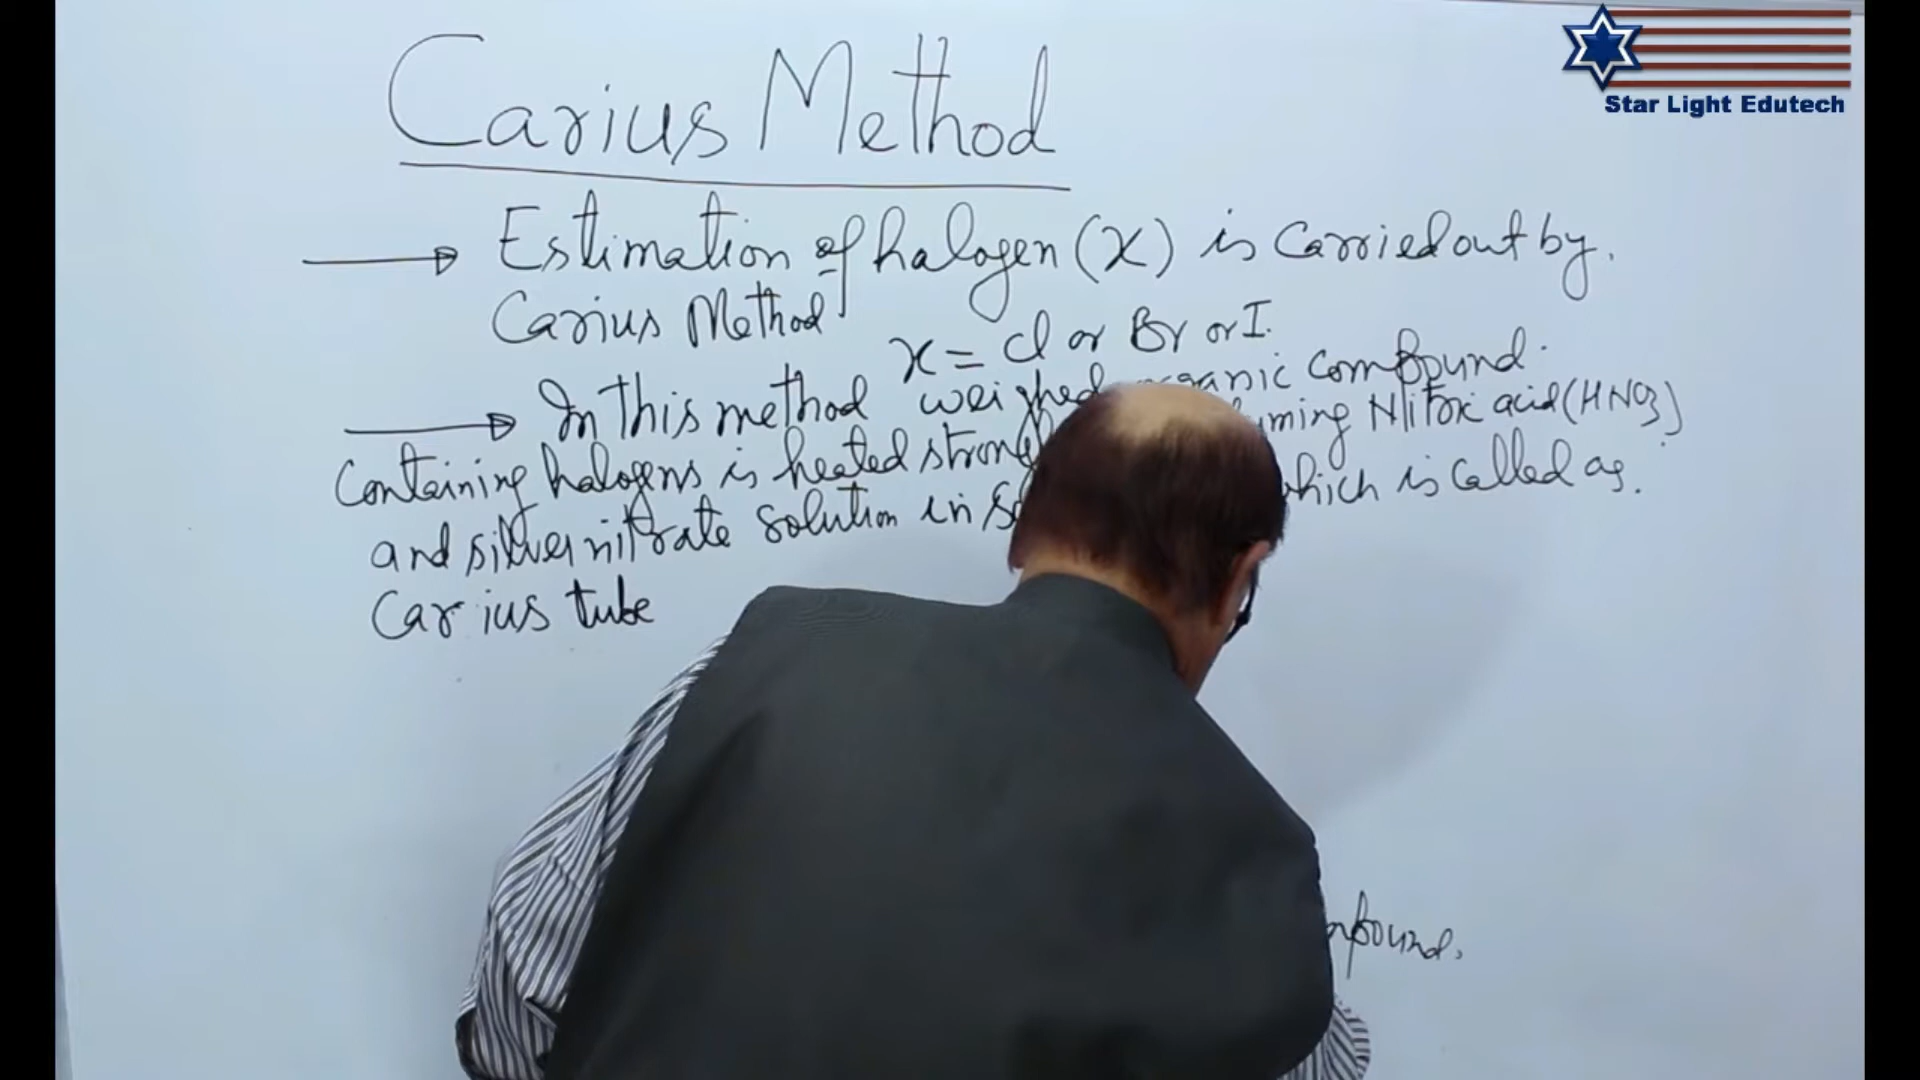 Star Light Edutech
Carius Method
Estimation of halogen (X) is Carried out by.
Carius Method
X = Cl or Br or I.
In this method weighed organic compound.
Containing halogens is heated uming Nitric acid (HNO3)
and silver nitrate solution in which is called as.
Carius tube